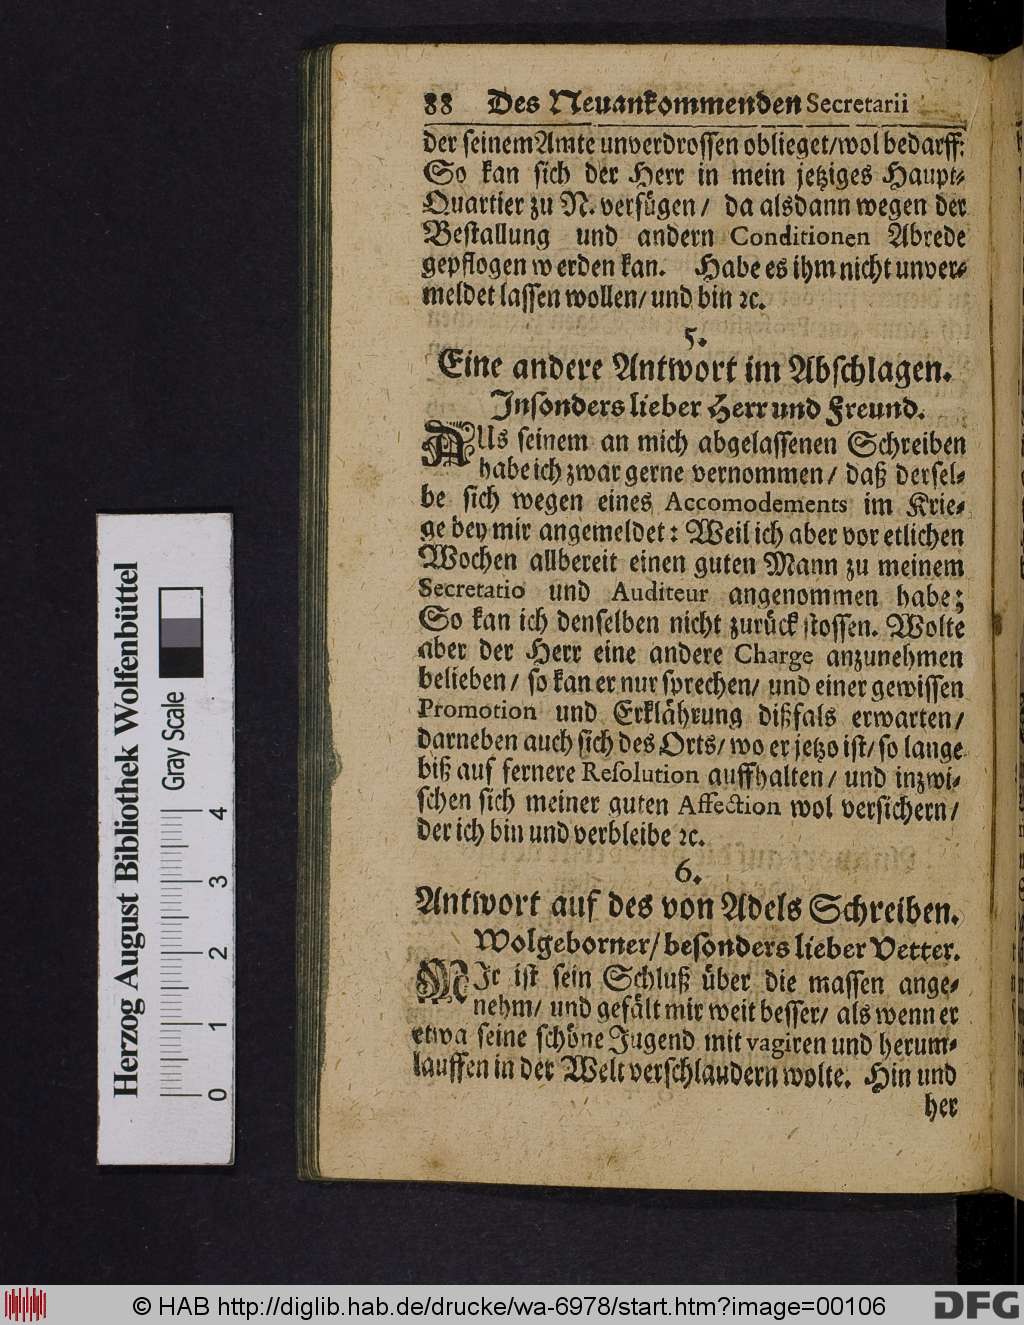 88 Des Neuankommenden Secretarii
der seinem Amte unverdrossen oblieget/wol bedarff:
So kan sich der Herr in mein jetziges Haupt-
Quartier zu N. verfügen / da alsdann wegen der
Bestallung und andern Conditionen Abrede
gepflogen werden kan. Habe es ihm nicht unver-
meldet lassen wollen/ und bin ꝛc.
5.
Eine andere Antwort im Abschlagen.
Insonders lieber Herr und Freund.
AUs seinem an mich abgelassenen Schreiben
habe ich zwar gerne vernommen / daß dersel-
be sich wegen eines Accomodements im Krie-
ge bey mir angemeldet: Weil ich aber vor etlichen
Wochen allbereit einen guten Mann zu meinem
Secretatio und Auditeur angenommen habe;
So kan ich denselben nicht zurück stossen. Wolte
aber der Herr eine andere Charge anzunehmen
belieben / so kan er nur sprechen/ und einer gewissen
Promotion und Erklährung dißfals erwarten/
darneben auch sich des Orts/ wo er jetzo ist/ so lange
biß auf fernere Resolution auffhalten / und inzwi-
schen sich meiner guten Affection wol versichern/
der ich bin und verbleibe ꝛc.
6.
Antwort auf des von Adels Schreiben.
Wolgeborner/ besonders lieber Vetter.
MIr ist sein Schluß über die massen ange-
nehm/ und gefält mir weit besser/ als wenn er
etwa seine schöne Jugend mit vagiren und herum-
lauffen in der Welt verschlaudern wolte. Hin und
her
Herzog August Bibliothek Wolfenbüttel
Gray Scale
0 1 2 3 4
© HAB http://diglib.hab.de/drucke/wa-6978/start.htm?image=00106
DFG